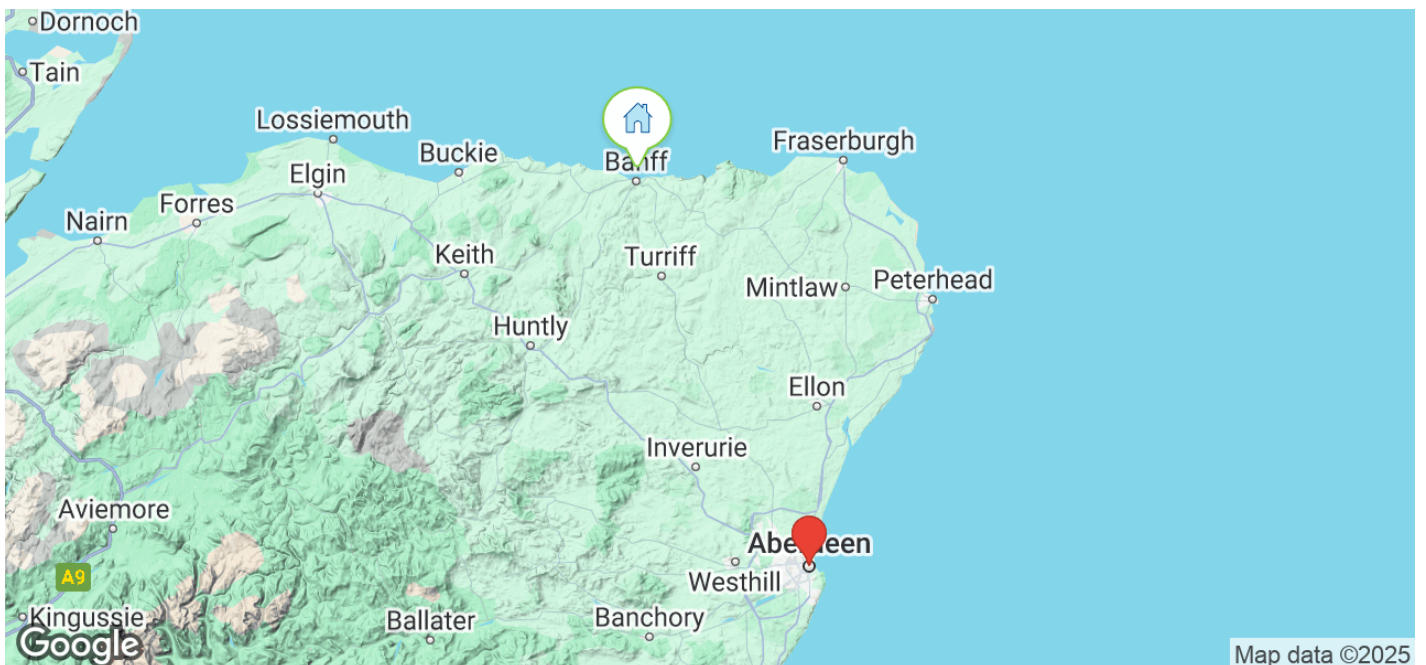 Dornoch
Tain
Lossiemouth
Fraserburgh
Buckie
Banff
Elgin
Forres
Nairn
Keith
Turriff
Mintlaw
Peterhead
Huntly
Ellon
Inverurie
Aviemore
Aberdeen
Westhill
A9
Kingussie
Ballater
Banchory
Google
Map data ©2025